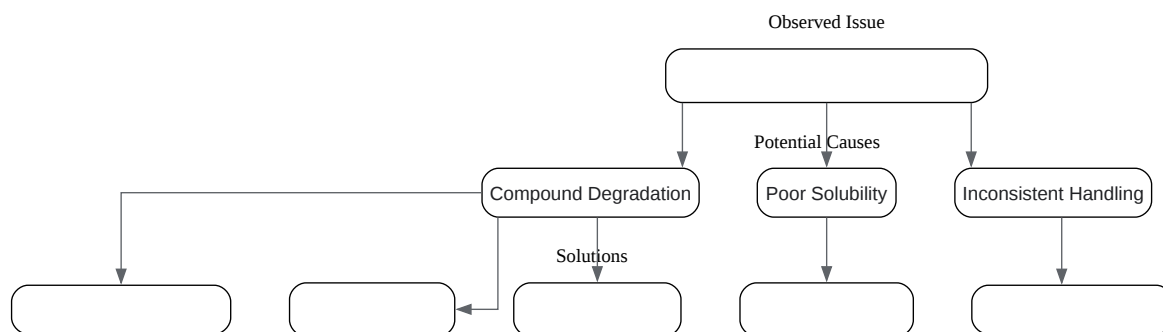 Observed Issue
Potential Causes
Compound Degradation
Poor Solubility
Inconsistent Handling
Solutions